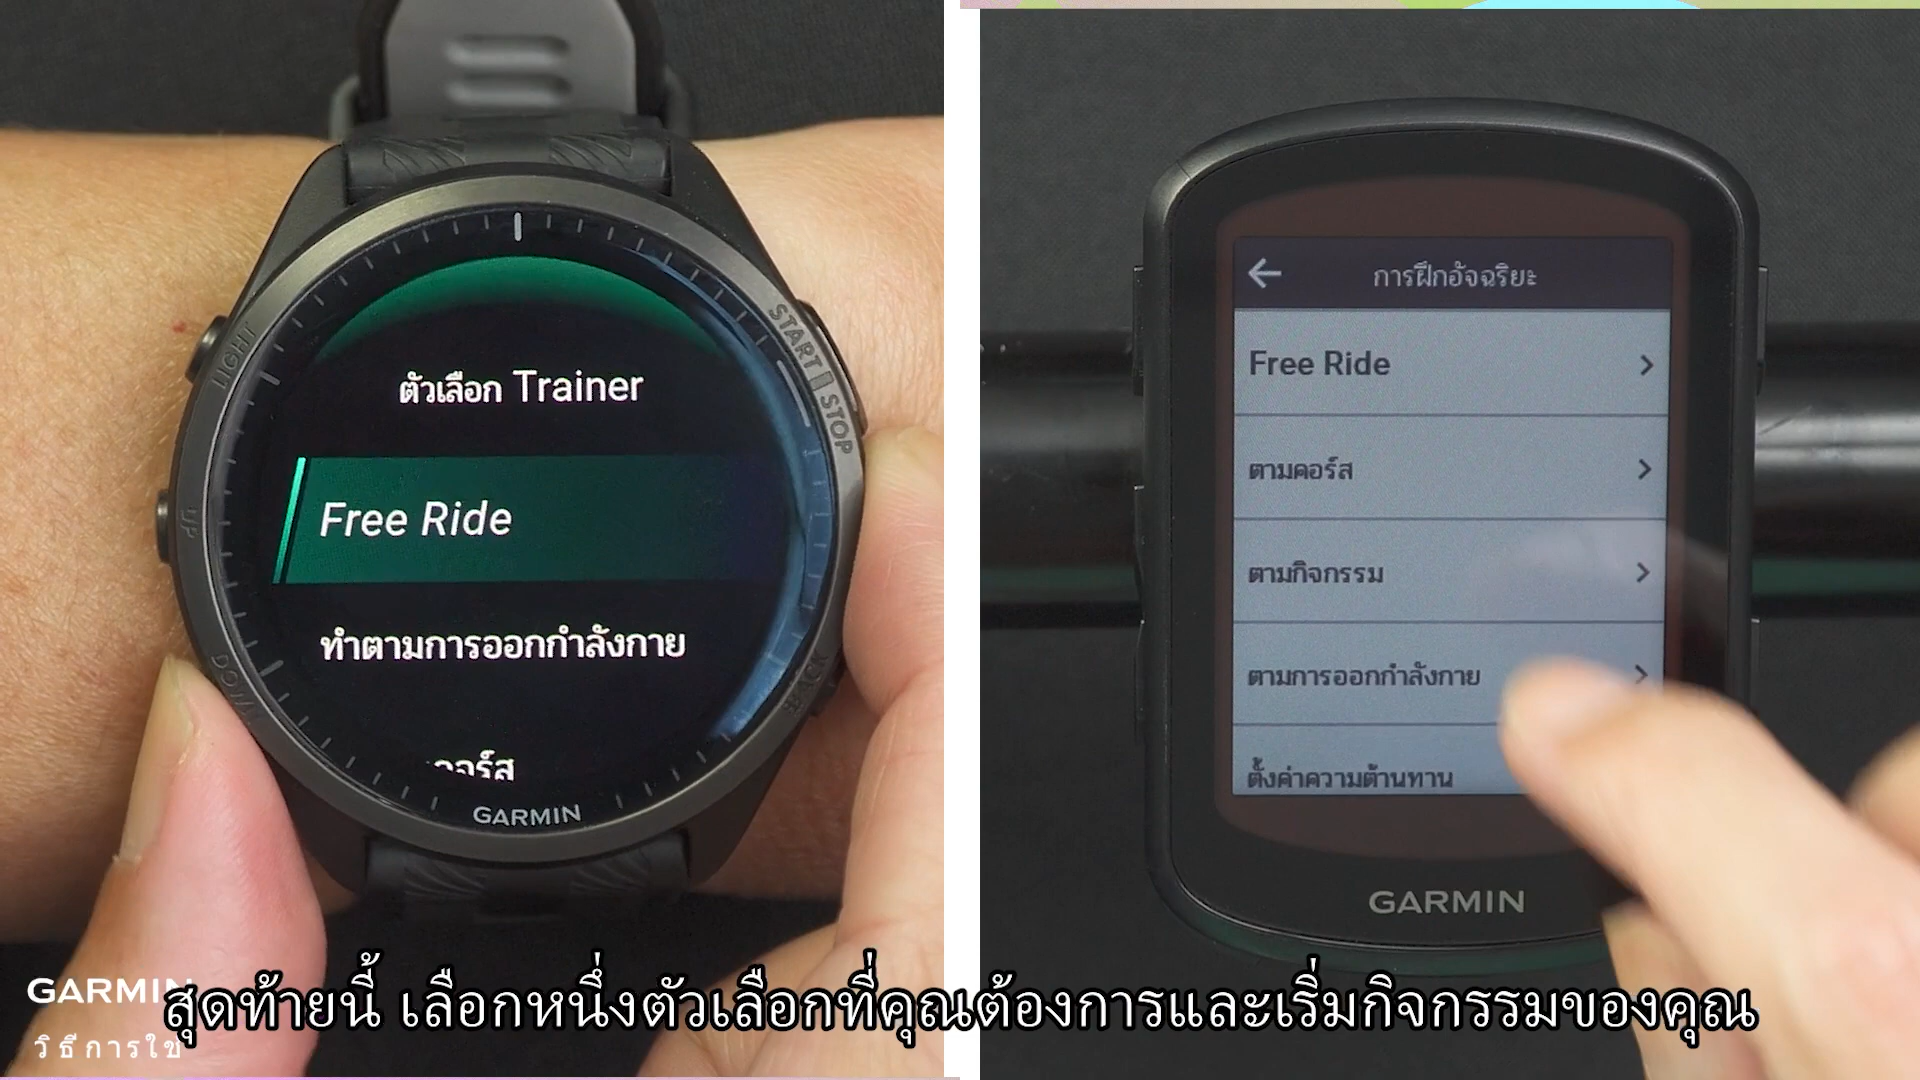 LIGHT
UP
DOWN
START STOP
BACK
ตัวเลือก Trainer
Free Ride
ทำตามการออกกำลังกาย
GARMIN
การฝึกอัจฉริยะ
Free Ride
ตามคอร์ส
ตามกิจกรรม
ตามการออกกำลังกาย
ตั้งค่าความต้านทาน
GARMIN
GARMIN
วิธีการใช้
สุดท้ายนี้ เลือกหนึ่งตัวเลือกที่คุณต้องการและเริ่มกิจกรรมของคุณ